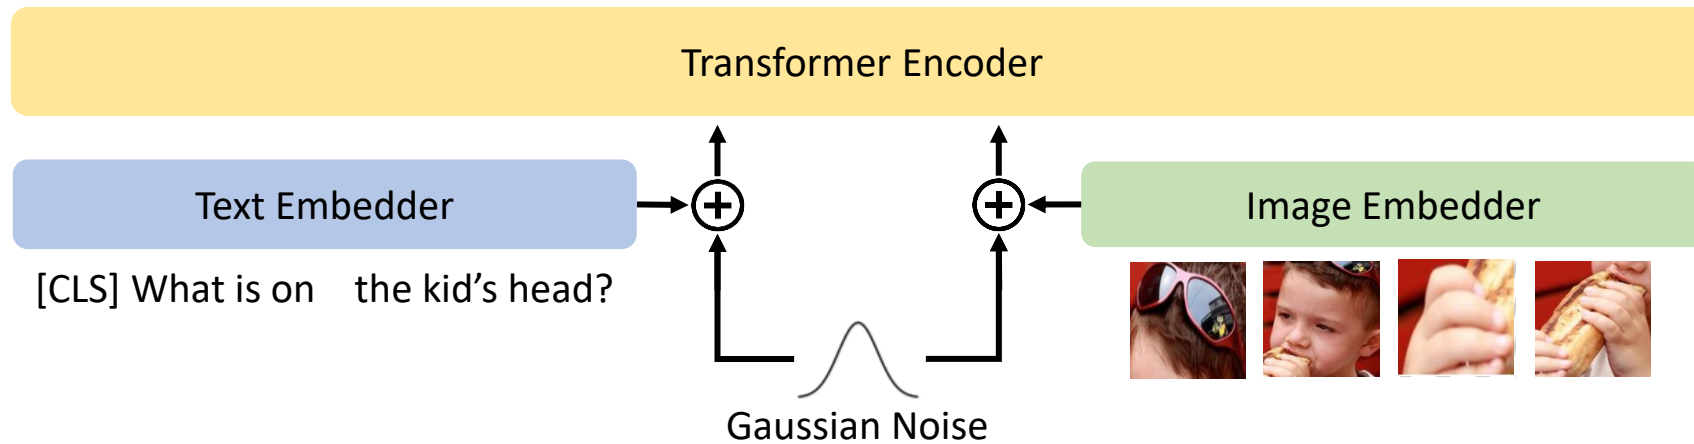 Transformer Encoder
Text Embedder
Image Embedder
[CLS] What is on the kid's head?
Gaussian Noise